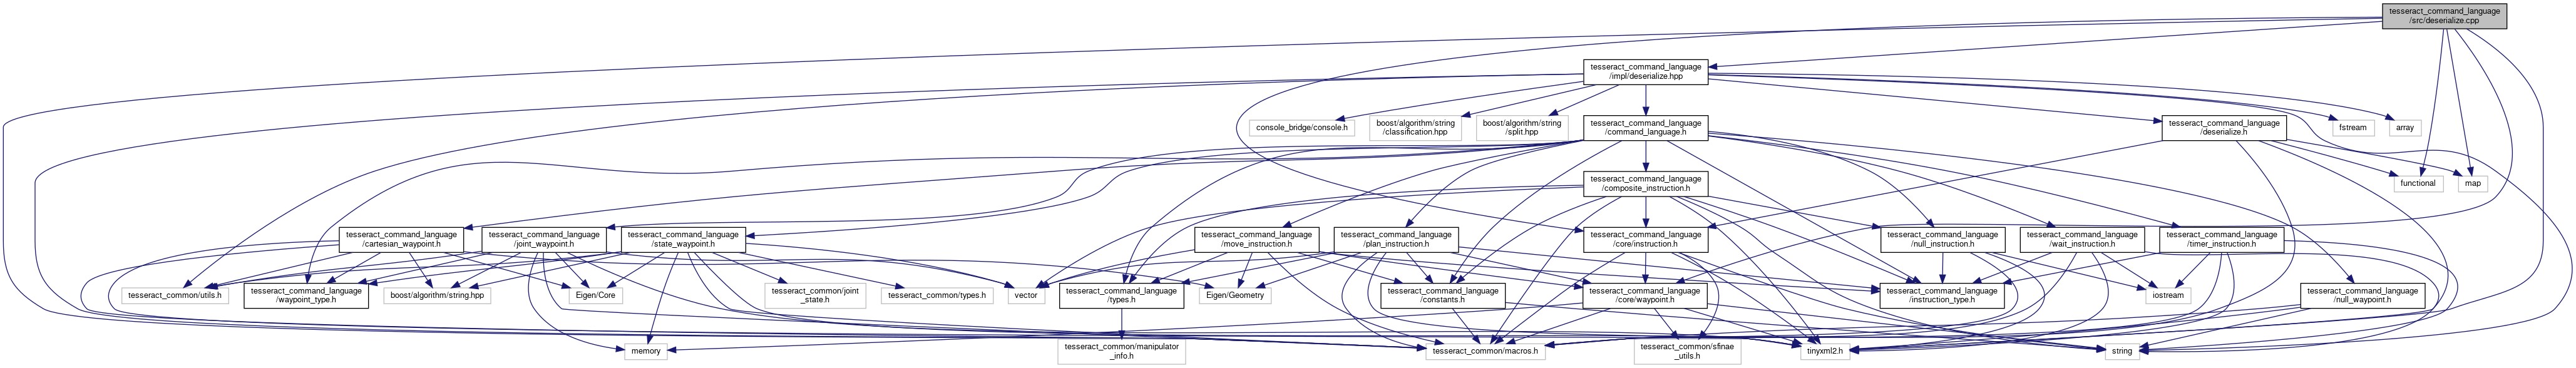 tesseract_command_language
/src/deserialize.cpp
tesseract_command_language
/impl/deserialize.hpp
console_bridge/console.h
boost/algorithm/string
/classification.hpp
boost/algorithm/string
/split.hpp
tesseract_command_language
/command_language.h
tesseract_command_language
/deserialize.h
fstream
array
tesseract_command_language
/composite_instruction.h
functional
map
tesseract_command_language
/cartesian_waypoint.h
tesseract_command_language
/joint_waypoint.h
tesseract_command_language
/state_waypoint.h
tesseract_command_language
/move_instruction.h
tesseract_command_language
/plan_instruction.h
tesseract_command_language
/core/instruction.h
tesseract_command_language
/null_instruction.h
tesseract_command_language
/wait_instruction.h
tesseract_command_language
/timer_instruction.h
tesseract_common/utils.h
tesseract_command_language
/waypoint_type.h
boost/algorithm/string.hpp
Eigen/Core
tesseract_common/joint
_state.h
tesseract_common/types.h
vector
tesseract_command_language
/types.h
Eigen/Geometry
tesseract_command_language
/constants.h
tesseract_command_language
/core/waypoint.h
tesseract_command_language
/instruction_type.h
iostream
tesseract_command_language
/null_waypoint.h
memory
tesseract_common/manipulator
_info.h
tesseract_common/macros.h
tesseract_common/sfinae
_utils.h
tinyxml2.h
string